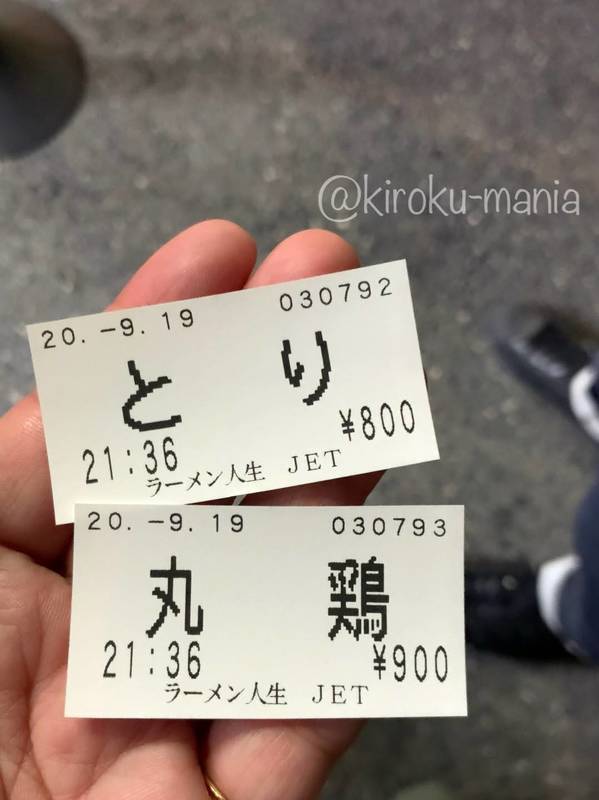 @kiroku-mania
20.-9.19 030792
とり
¥800
21:36
ラーメン人生 JET
20.-9.19 030793
丸鶏
21:36 ¥900
ラーメン人生 JET